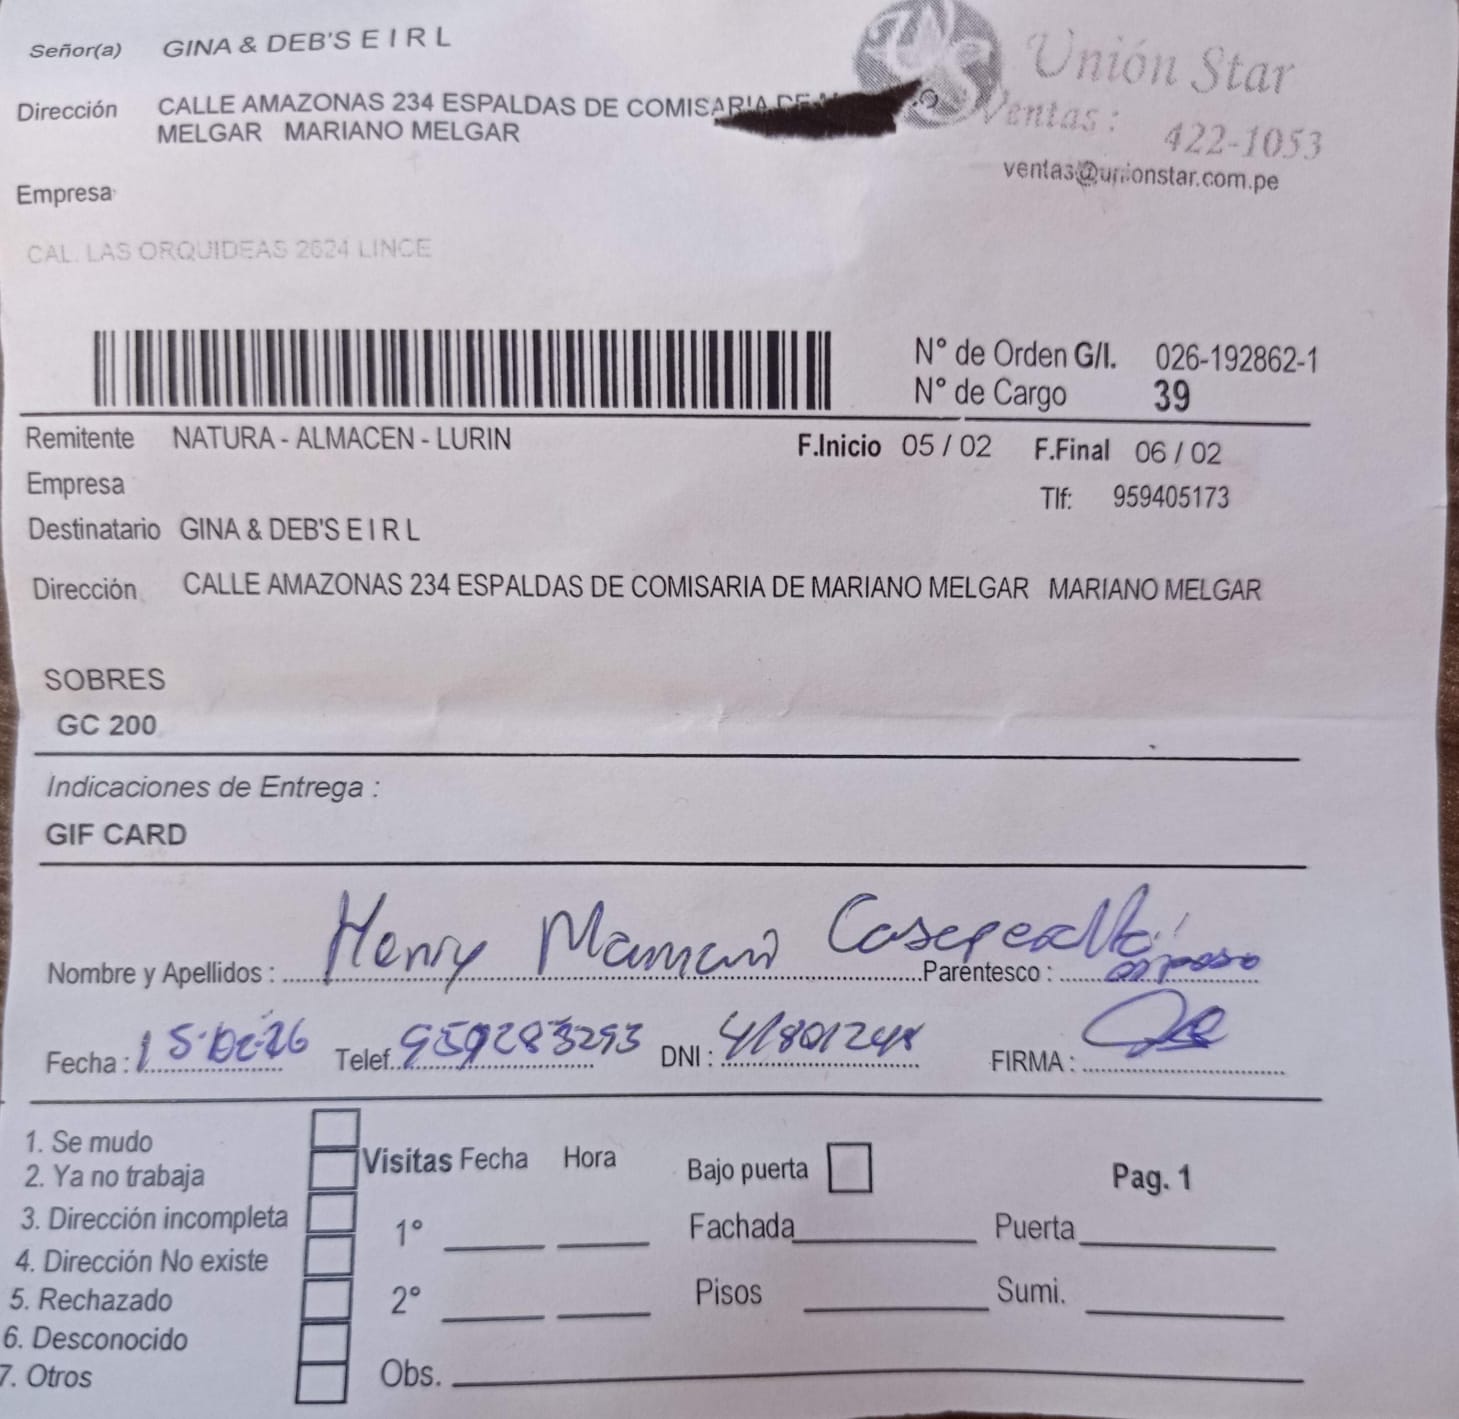 Señor(a) GINA & DEB'S E I R L
Unión Star
Dirección CALLE AMAZONAS 234 ESPALDAS DE COMISARIA DE
MELGAR MARIANO MELGAR
Ventas: 422-1053
ventas@unionstar.com.pe
Empresa
CAL. LAS ORQUIDEAS 2624 LINCE
N° de Orden G/I. 026-192862-1
N° de Cargo 39
Remitente NATURA - ALMACEN - LURIN F.Inicio 05 / 02 F.Final 06 / 02
Empresa Tlf: 959405173
Destinatario GINA & DEB'S E I R L
Dirección CALLE AMAZONAS 234 ESPALDAS DE COMISARIA DE MARIANO MELGAR MARIANO MELGAR
SOBRES
GC 200
Indicaciones de Entrega :
GIF CARD
Nombre y Apellidos : Henry Mamani Parentesco : esposo
Fecha : Telef. 959283293 DNI : FIRMA :
1. Se mudo
2. Ya no trabaja
3. Dirección incompleta
4. Dirección No existe
5. Rechazado
6. Desconocido
7. Otros
Visitas Fecha Hora
1°
2°
Obs.
Bajo puerta
Pag. 1
Fachada Puerta
Pisos Sumi.